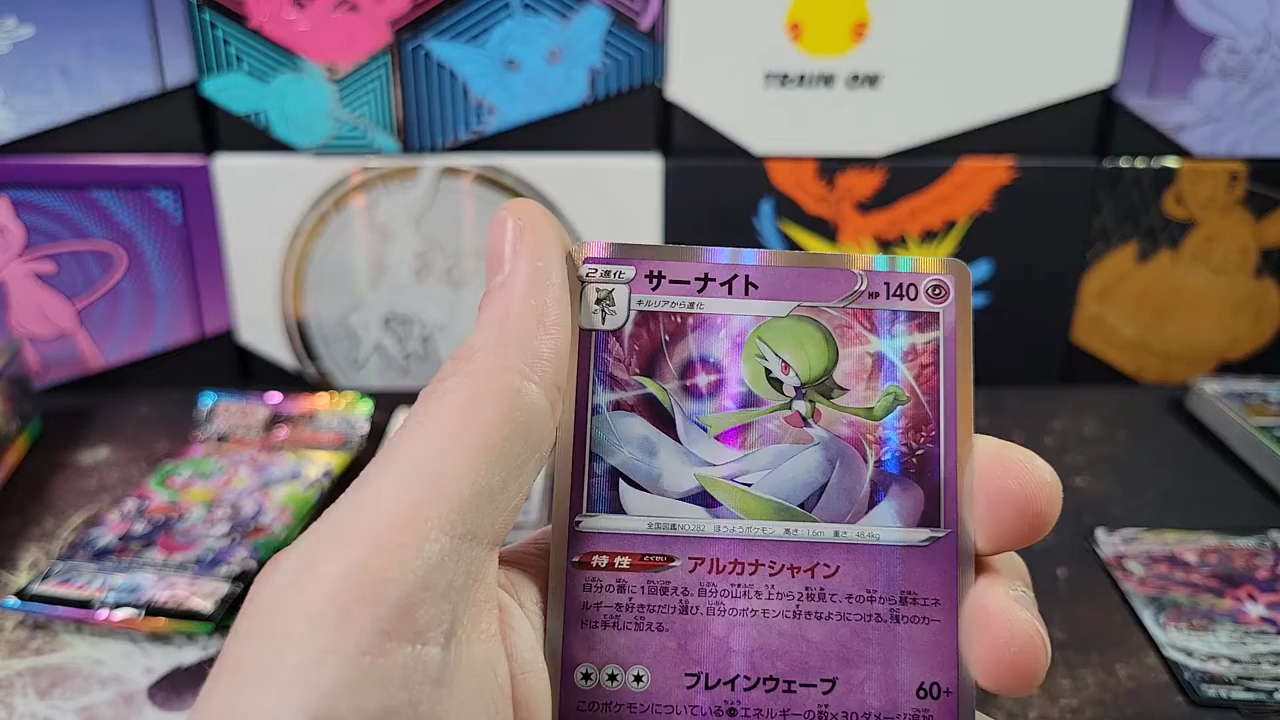 TRAIN ON
2進化
サーナイト
HP 140
キルリアから進化
全国図鑑NO.282 ほうようポケモン 高さ:1.6m 重さ:48.4kg
特性 とくせい アルカナシャイン
自分の番に1回使える。自分の山札を上から2枚見て、その中から基本エネ
ルギーを好きなだけ選び、自分のポケモンに好きなようにつける。残りのカー
ドは手札に加える。
ブレインウェーブ 60+
このポケモンについている エネルギーの数×30ダメージ追加